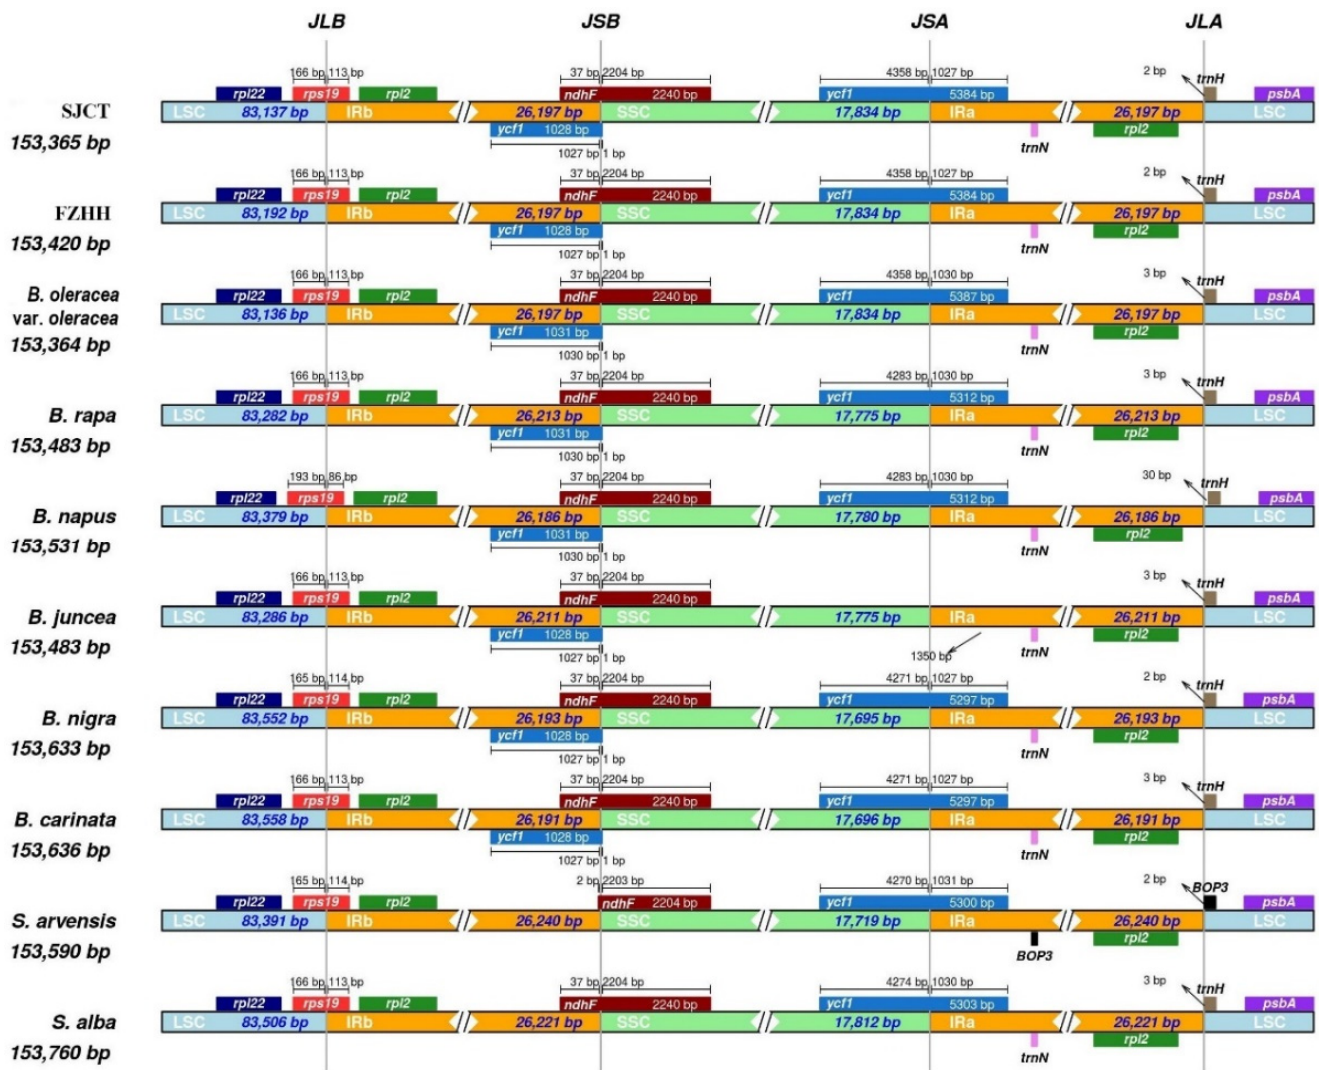 JLB JSB JSA JLA
166 bp 113 bp 37 bp 2204 bp 4358 bp 1027 bp 2 bp trnH
rpl22 rps19 rpl2 ndhF 2240 bp ycf1 5384 bp psbA
SJCT LSC 83,137 bp IRb 26,197 bp SSC 17,834 bp IRa 26,197 bp LSC
ycf1 1028 bp rpl2
153,365 bp 1027 bp 1 bp trnN
166 bp 113 bp 37 bp 2204 bp 4358 bp 1027 bp 2 bp trnH
rpl22 rps19 rpl2 ndhF 2240 bp ycf1 5384 bp psbA
FZHH LSC 83,192 bp IRb 26,197 bp SSC 17,834 bp IRa 26,197 bp LSC
ycf1 1028 bp rpl2
153,420 bp 1027 bp 1 bp trnN
166 bp 113 bp 37 bp 2204 bp 4358 bp 1030 bp 3 bp trnH
B. oleracea rpl22 rps19 rpl2 ndhF 2240 bp ycf1 5387 bp psbA
var. oleracea LSC 83,136 bp IRb 26,197 bp SSC 17,834 bp IRa 26,197 bp LSC
ycf1 1031 bp rpl2
153,364 bp 1030 bp 1 bp trnN
166 bp 113 bp 37 bp 2204 bp 4283 bp 1030 bp 3 bp trnH
rpl22 rps19 rpl2 ndhF 2240 bp ycf1 5312 bp psbA
B. rapa LSC 83,282 bp IRb 26,213 bp SSC 17,775 bp IRa 26,213 bp LSC
ycf1 1031 bp rpl2
153,483 bp 1030 bp 1 bp trnN
193 bp 86 bp 37 bp 2204 bp 4283 bp 1030 bp 30 bp trnH
rpl22 rps19 rpl2 ndhF 2240 bp ycf1 5312 bp psbA
B. napus LSC 83,379 bp IRb 26,186 bp SSC 17,780 bp IRa 26,186 bp LSC
ycf1 1031 bp rpl2
153,531 bp 1030 bp 1 bp trnN
166 bp 113 bp 37 bp 2204 bp 3 bp trnH
rpl22 rps19 rpl2 ndhF 2240 bp psbA
B. juncea LSC 83,286 bp IRb 26,211 bp SSC 17,775 bp IRa 26,211 bp LSC
ycf1 1028 bp rpl2
153,483 bp 1027 bp 1 bp 1350 bp trnN
165 bp 114 bp 37 bp 2204 bp 4271 bp 1027 bp 2 bp trnH
rpl22 rps19 rpl2 ndhF 2240 bp ycf1 5297 bp psbA
B. nigra LSC 83,552 bp IRb 26,193 bp SSC 17,695 bp IRa 26,193 bp LSC
ycf1 1028 bp rpl2
153,633 bp 1027 bp 1 bp trnN
166 bp 113 bp 37 bp 2204 bp 4271 bp 1027 bp 3 bp trnH
rpl22 rps19 rpl2 ndhF 2240 bp ycf1 5297 bp psbA
B. carinata LSC 83,558 bp IRb 26,191 bp SSC 17,696 bp IRa 26,191 bp LSC
ycf1 1028 bp rpl2
153,636 bp 1027 bp 1 bp trnN
165 bp 114 bp 2 bp 2203 bp 4270 bp 1031 bp 2 bp BOP3
rpl22 rps19 rpl2 ndhF 2204 bp ycf1 5300 bp psbA
S. arvensis LSC 83,391 bp IRb 26,240 bp SSC 17,719 bp IRa 26,240 bp LSC
rpl2
153,590 bp BOP3
166 bp 113 bp 37 bp 2204 bp 4274 bp 1030 bp 3 bp trnH
rpl22 rps19 rpl2 ndhF 2240 bp ycf1 5303 bp psbA
S. alba LSC 83,506 bp IRb 26,221 bp SSC 17,812 bp IRa 26,221 bp LSC
rpl2
153,760 bp trnN